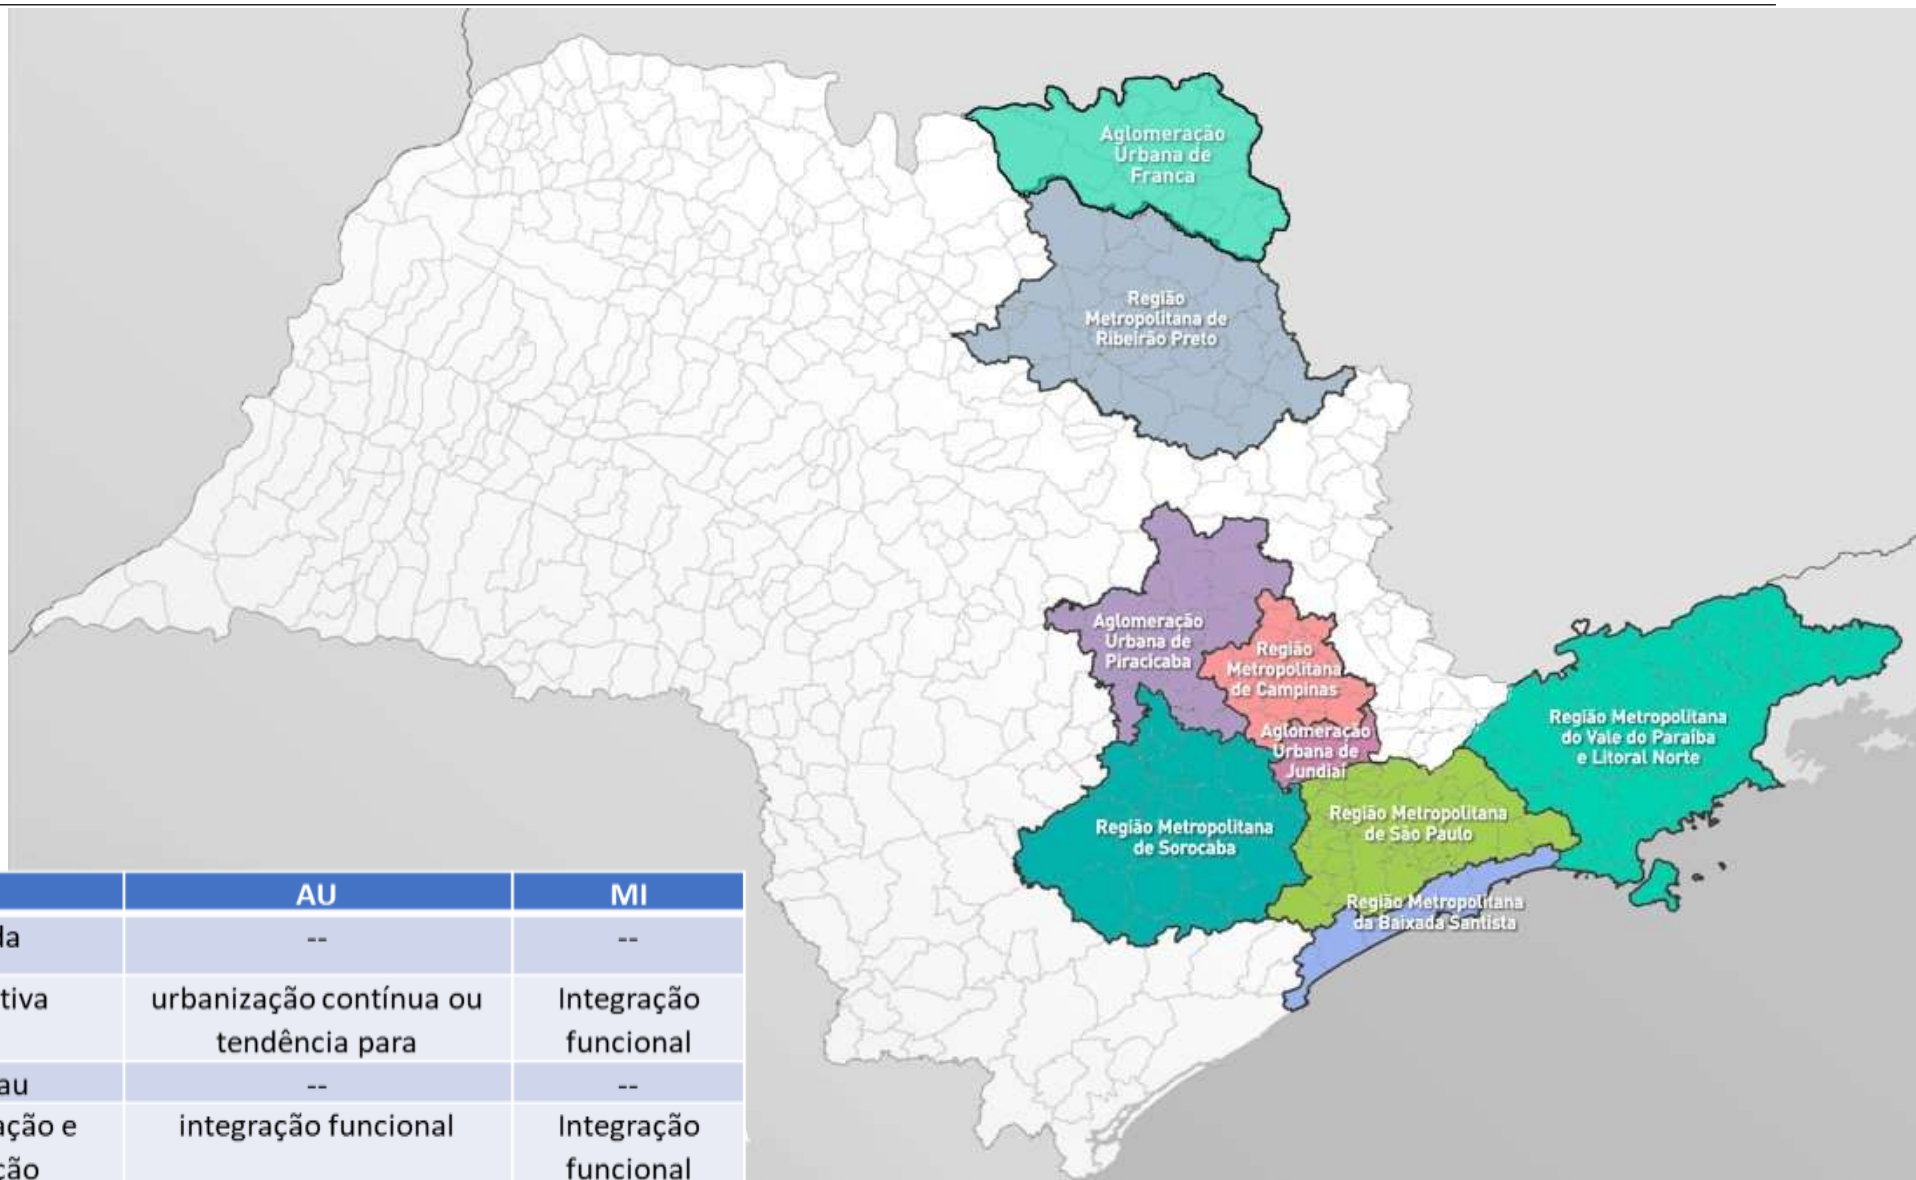 Aglomeração
Urbana de
Franca
Região
Metropolitana de
Ribeirão Preto
Aglomeração
Urbana de
Piracicaba
Região
Metropolitana
de Campinas
Aglomeração
Urbana de
Jundiaí
Região Metropolitana
do Vale do Paraíba
e Litoral Norte
Região Metropolitana
de São Paulo
Região Metropolitana
de Sorocaba
Região Metropolitana
da Baixada Santista
AU MI
da -- --
tiva urbanização contínua ou Integração
tendência para funcional
au -- --
ação e integração funcional Integração
ção funcional